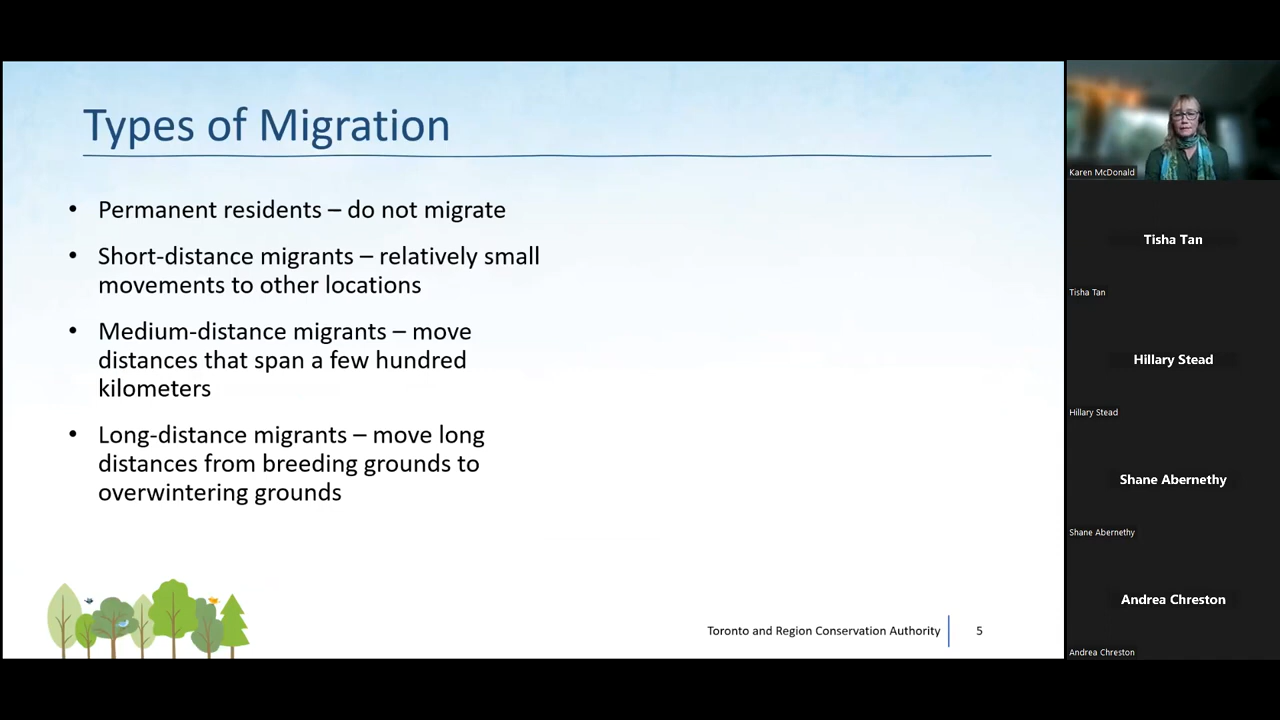 Types of Migration
• Permanent residents – do not migrate
• Short-distance migrants – relatively small
movements to other locations
• Medium-distance migrants – move
distances that span a few hundred
kilometers
• Long-distance migrants – move long
distances from breeding grounds to
overwintering grounds
Toronto and Region Conservation Authority
5
Karen McDonald
Tisha Tan
Tisha Tan
Hillary Stead
Hillary Stead
Shane Abernethy
Shane Abernethy
Andrea Chreston
Andrea Chreston